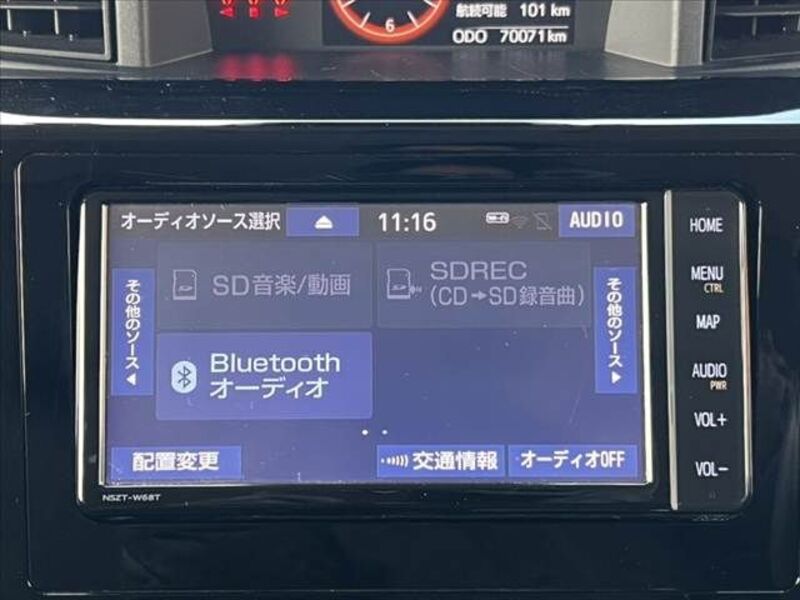 航続可能 101 km
6
ODO 70071km
オーディオソース選択 11:16 Wi-Fi AUDIO
SD音楽/動画
SDREC
(CD➡SD録音曲)
その他のソース◀
その他のソース▶
Bluetooth
オーディオ
配置変更 交通情報 オーディオOFF
NSZT-W68T
HOME
MENU
CTRL
MAP
AUDIO
PWR
VOL+
VOL−